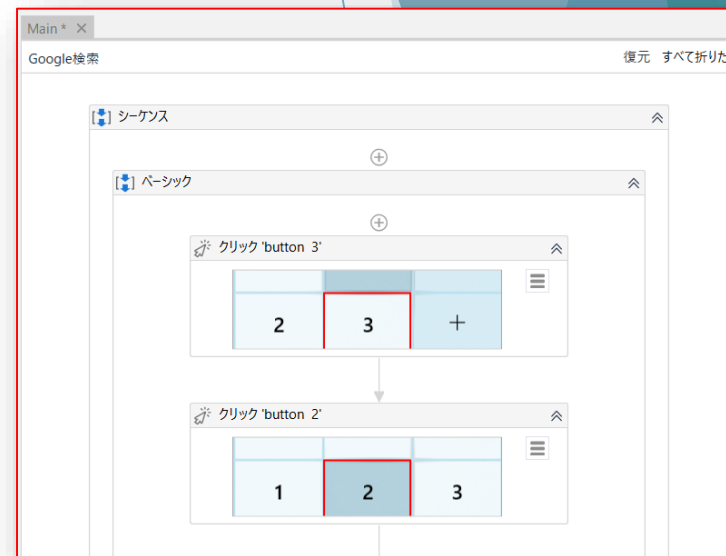 Main *
Google検索
復元 すべて折りた
シーケンス
ベーシック
クリック 'button 3'
2 3 +
クリック 'button 2'
1 2 3